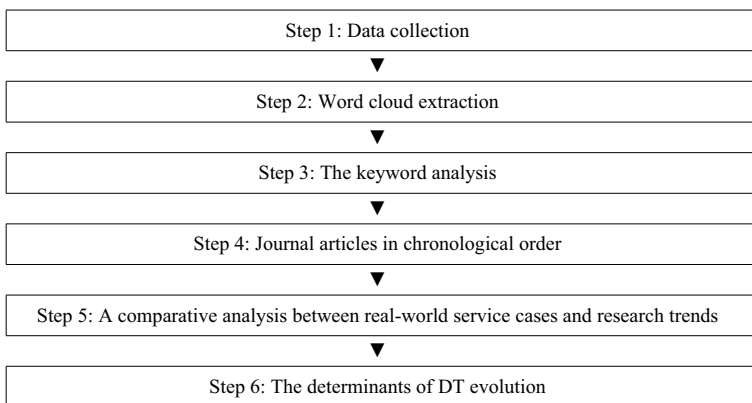 Step 1: Data collection
Step 2: Word cloud extraction
Step 3: The keyword analysis
Step 4: Journal articles in chronological order
Step 5: A comparative analysis between real-world service cases and research trends
Step 6: The determinants of DT evolution